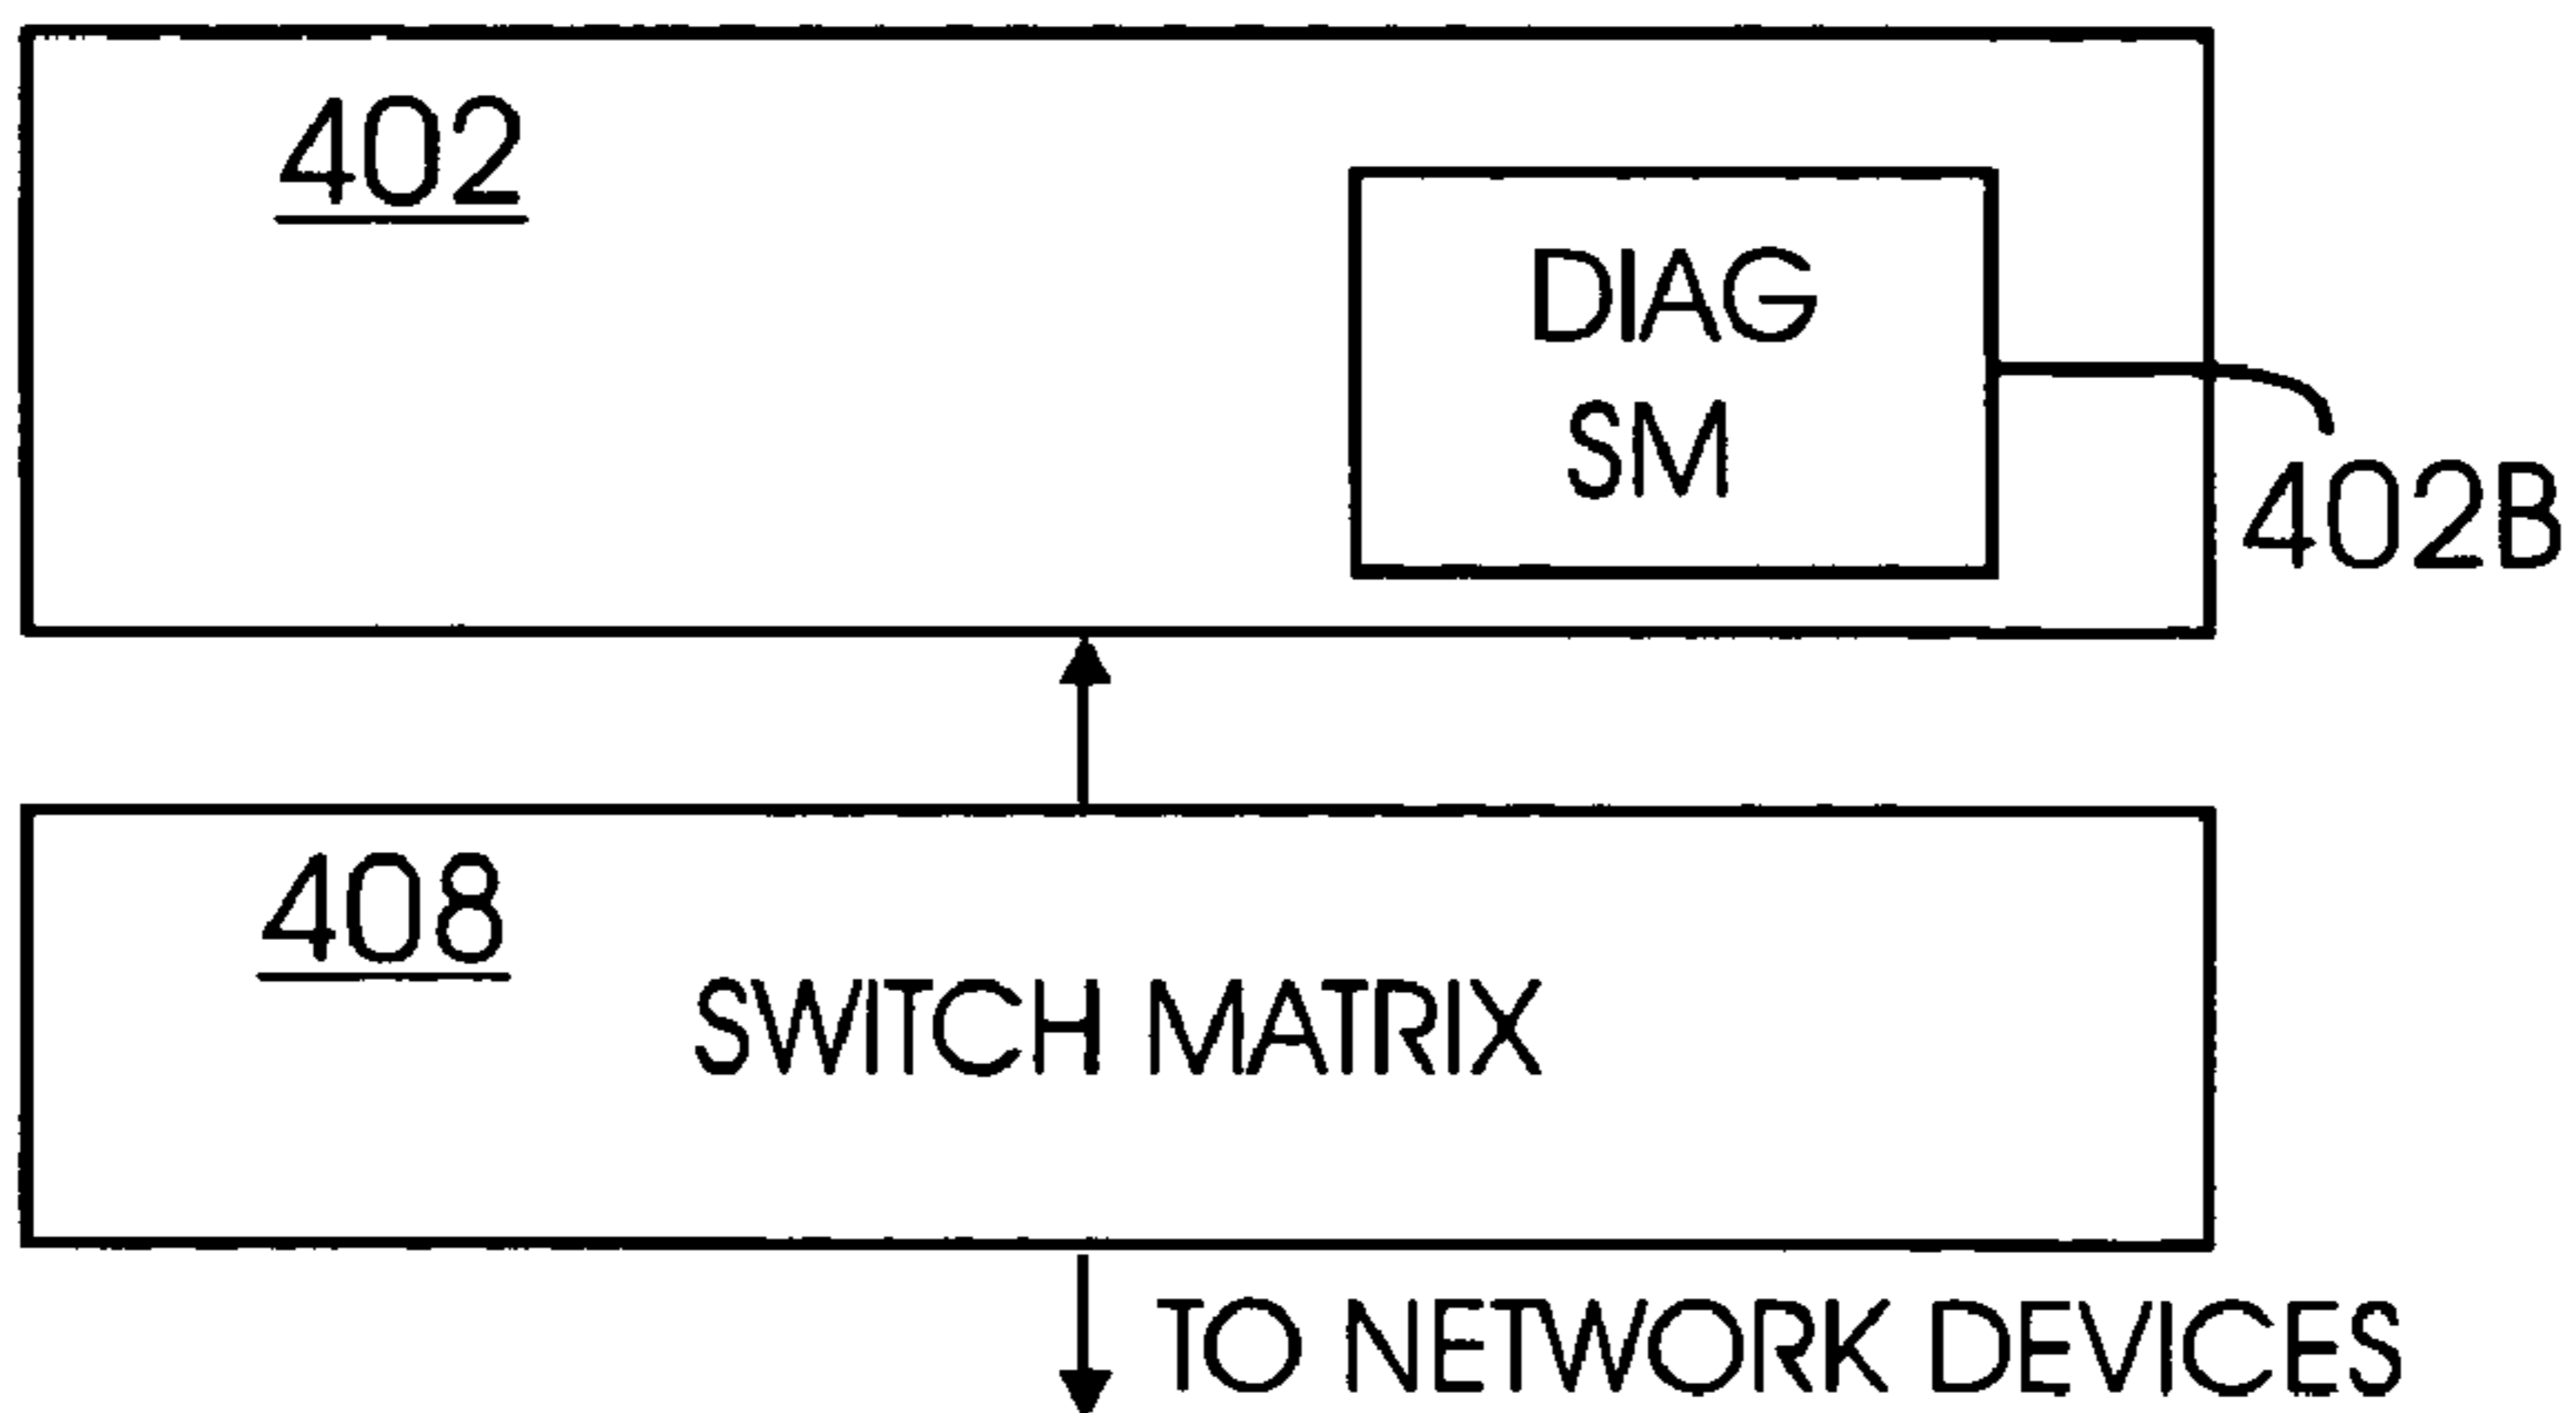 402
DIAG
SM
402B
408
SWITCH MATRIX
TO NETWORK DEVICES